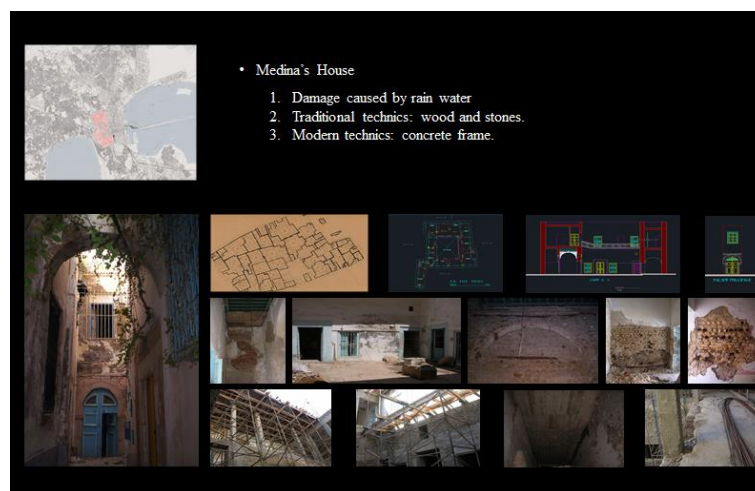 • Medina's House
1. Damage caused by rain water
2. Traditional technics: wood and stones.
3. Modern technics: concrete frame.